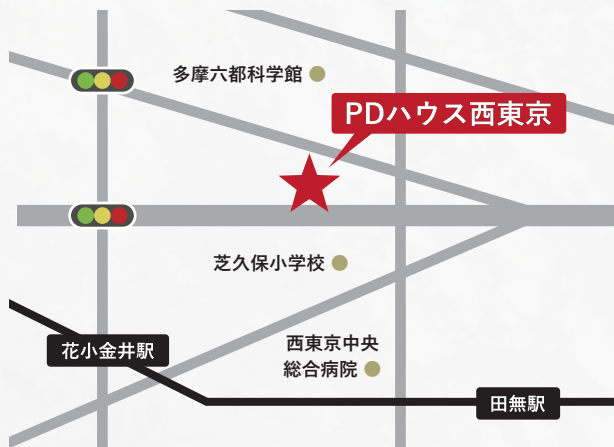 多摩六都科学館
PDハウス西東京
芝久保小学校
西東京中央
総合病院
花小金井駅
田無駅